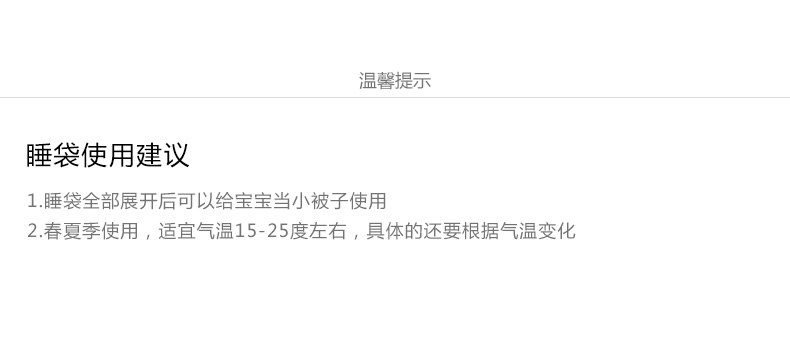 温馨提示
睡袋使用建议
1.睡袋全部展开后可以给宝宝当小被子使用
2.春夏季使用，适宜气温15-25度左右，具体的还要根据气温变化